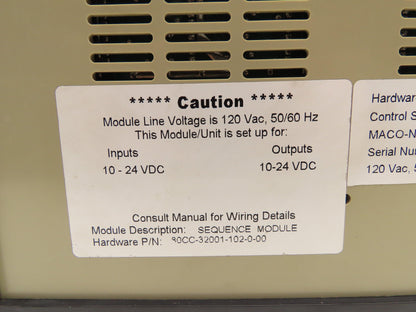 ***** Caution *****
Module Line Voltage is 120 Vac, 50/60 Hz
This Module/Unit is set up for:
Inputs Outputs
10 - 24 VDC 10-24 VDC
Consult Manual for Wiring Details
Module Description: SEQUENCE MODULE
Hardware P/N: 80CC-32001-102-0-00
Hardware
Control S
MACO-N
Serial Nu
120 Vac, 5